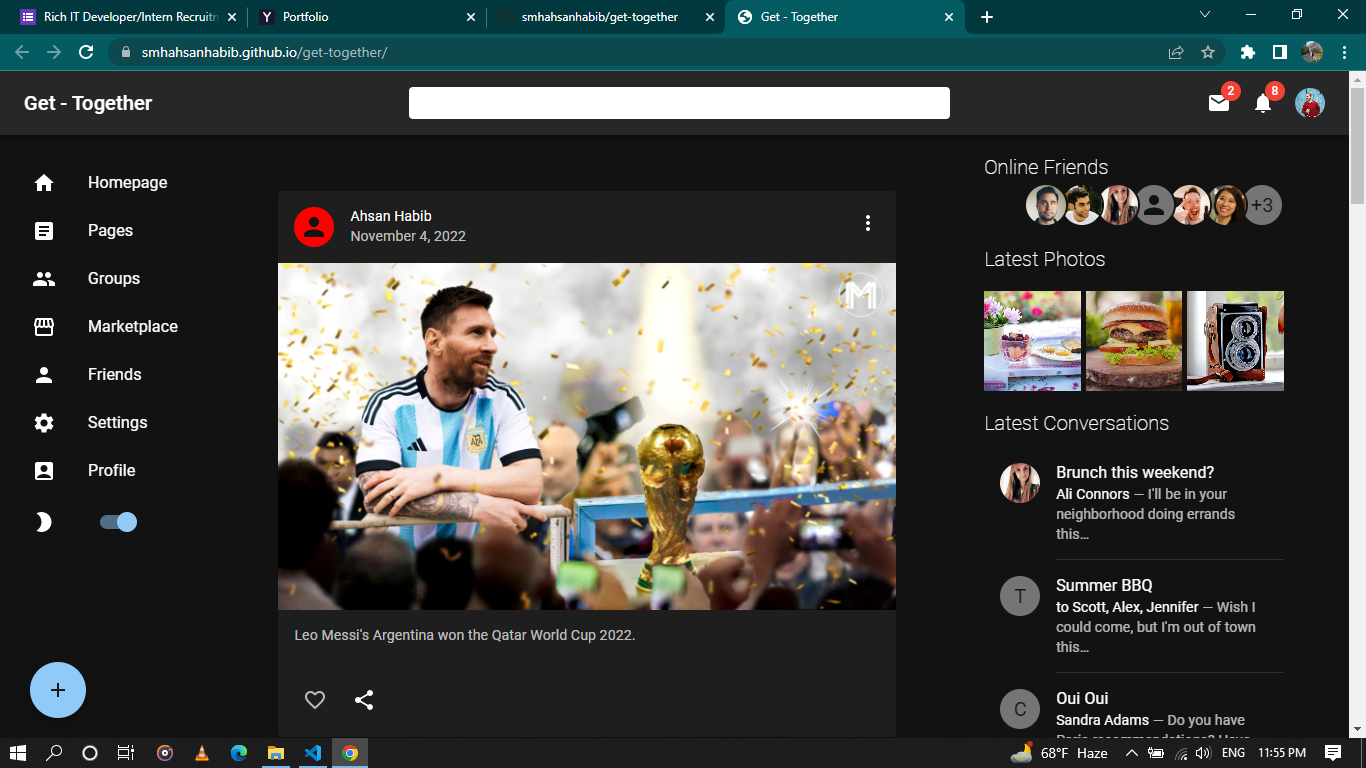 Rich IT Developer/Intern Recruitm
Portfolio
smhahsanhabib/get-together
Get - Together
smhahsanhabib.github.io/get-together/
Get - Together
2
8
Homepage
Pages
Groups
Marketplace
Friends
Settings
Profile
Ahsan Habib
November 4, 2022
M
AFA
Leo Messi's Argentina won the Qatar World Cup 2022.
Online Friends
+3
Latest Photos
Latest Conversations
Brunch this weekend?
Ali Connors — I'll be in your
neighborhood doing errands
this…
T
Summer BBQ
to Scott, Alex, Jennifer — Wish I
could come, but I'm out of town
this…
C
Oui Oui
Sandra Adams — Do you have
Paris recommendations? Have
68°F Haze
ENG
11:55 PM